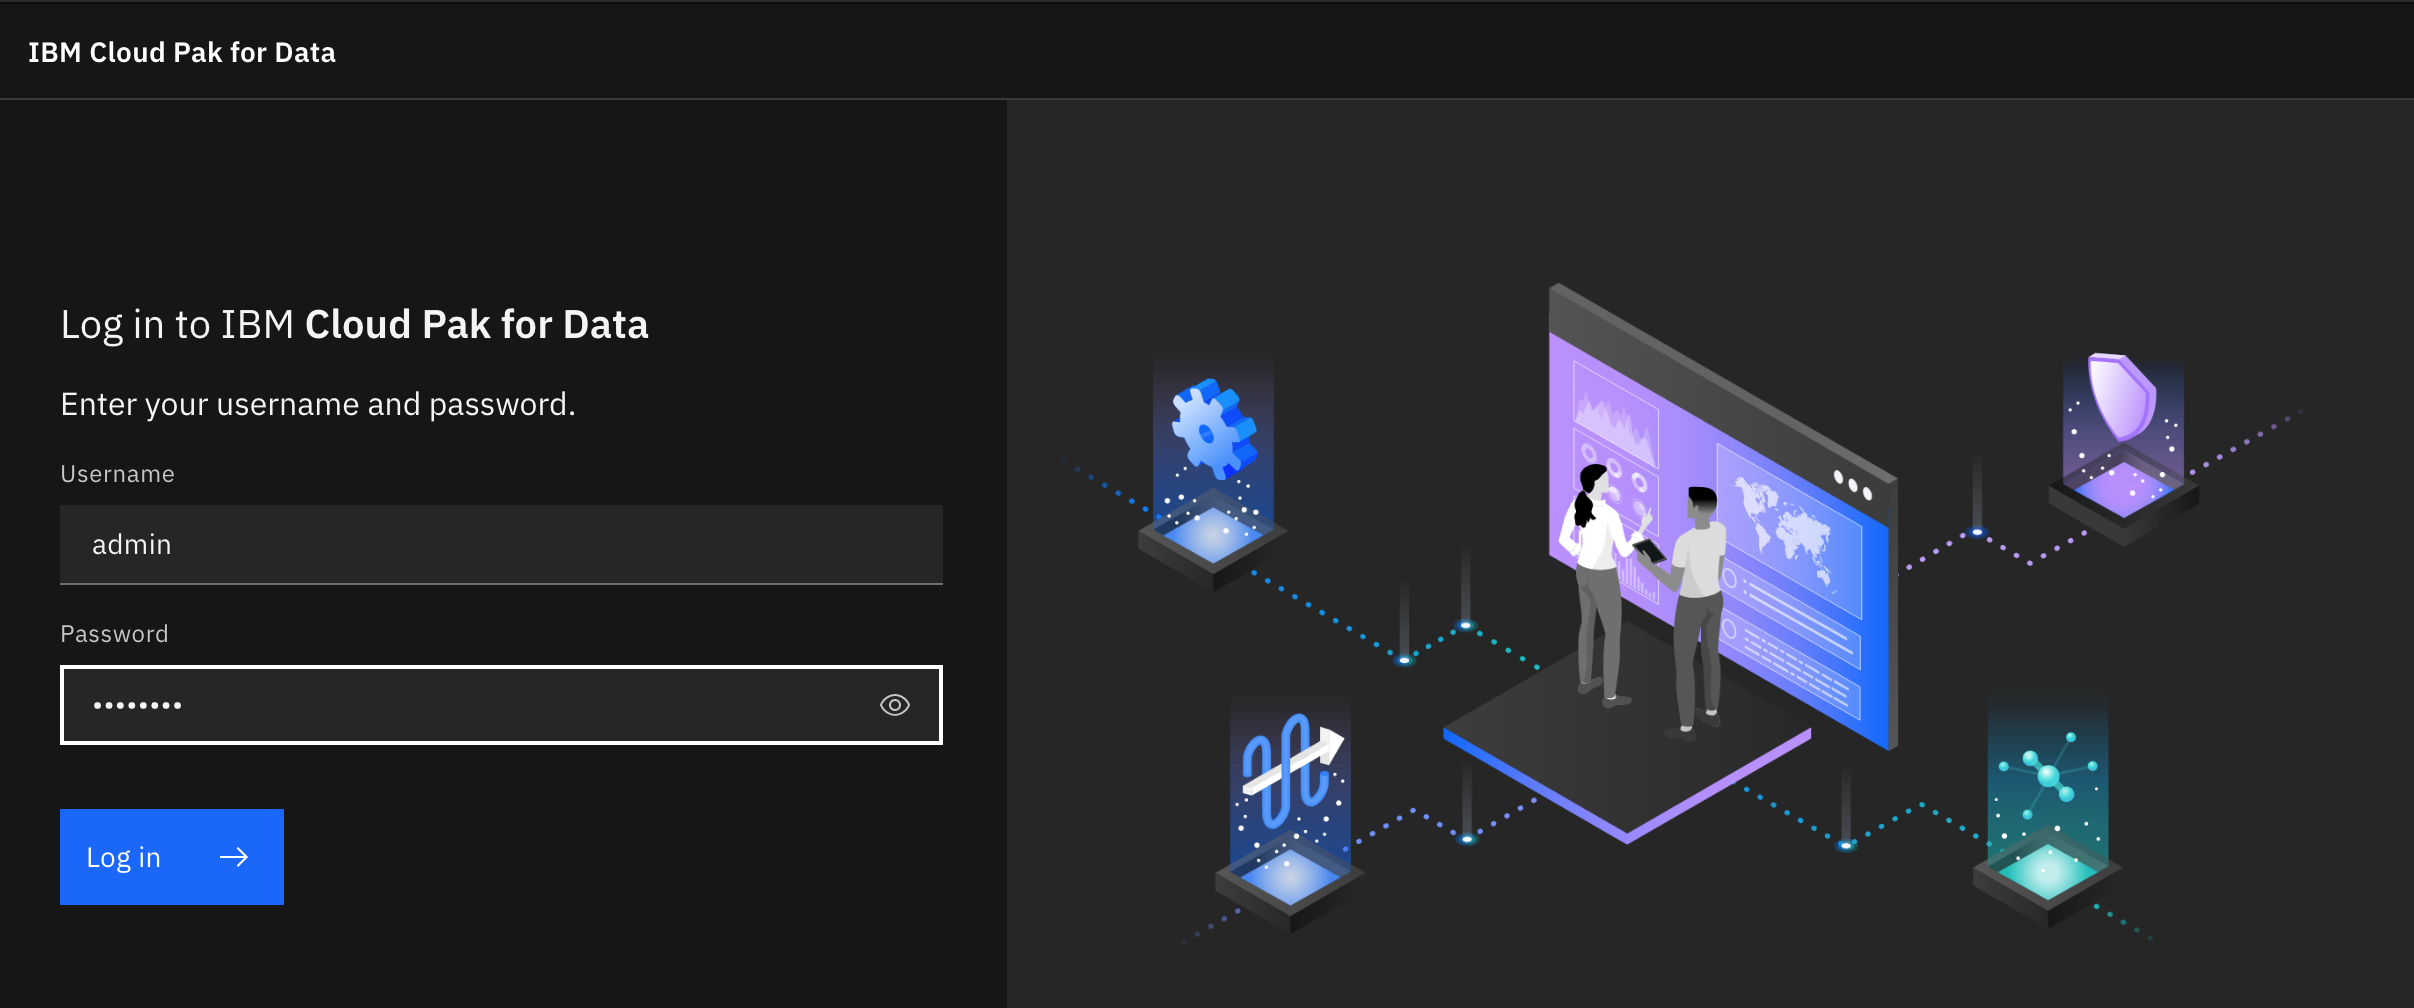 IBM Cloud Pak for Data
Log in to IBM Cloud Pak for Data
Enter your username and password.
Username
admin
Password
••••••••
Log in